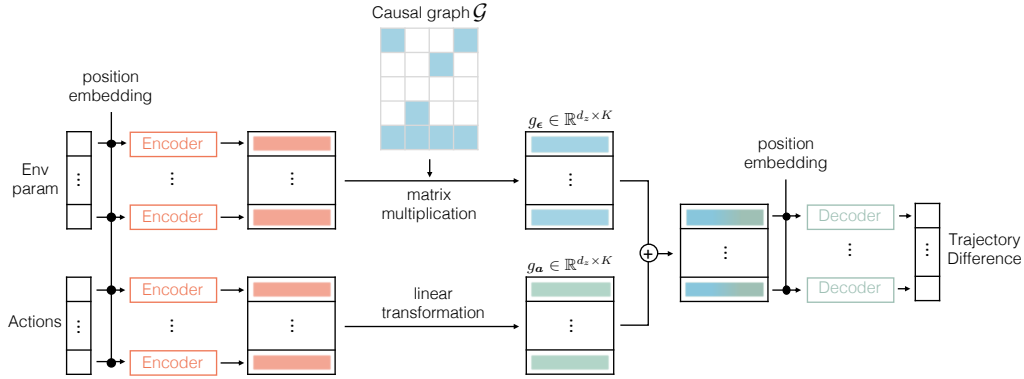 Causal graph 𝒢
position
embedding
Env
param
⋮
Encoder
⋮
Encoder
⋮
matrix
multiplication
g_ϵ ∈ ℝ^{d_z×K}
⋮
Actions
⋮
Encoder
⋮
Encoder
⋮
linear
transformation
g_a ∈ ℝ^{d_z×K}
⋮
+
position
embedding
⋮
Decoder
⋮
Decoder
⋮
Trajectory
Difference